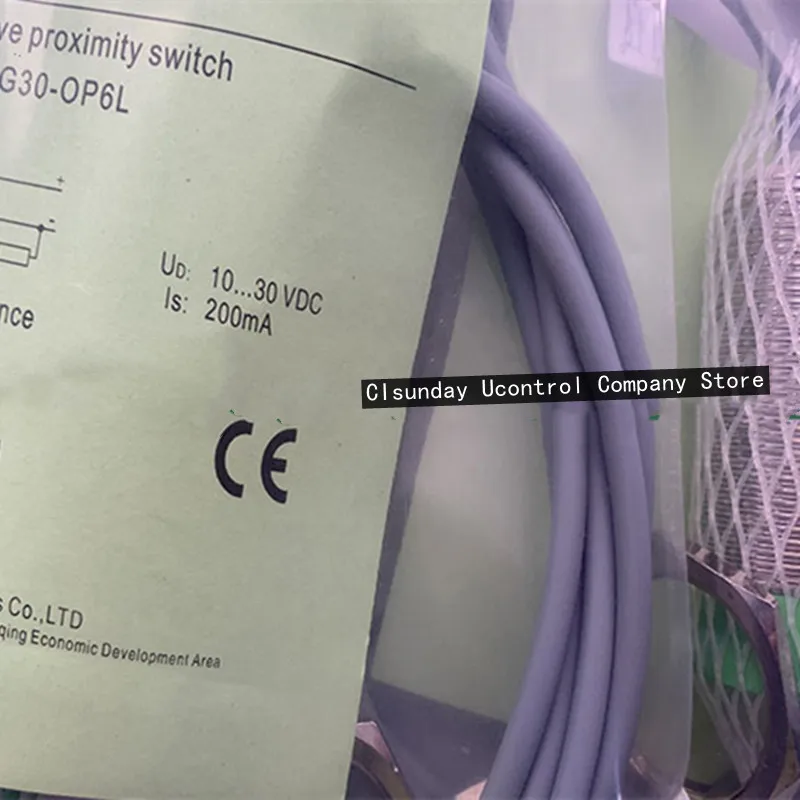 ve proximity switch
G30-OP6L
+
-
UD: 10...30 VDC
Is: 200mA
nce
Clsunday Ucontrol Company Store
CE
s Co.,LTD
qing Economic Development Area